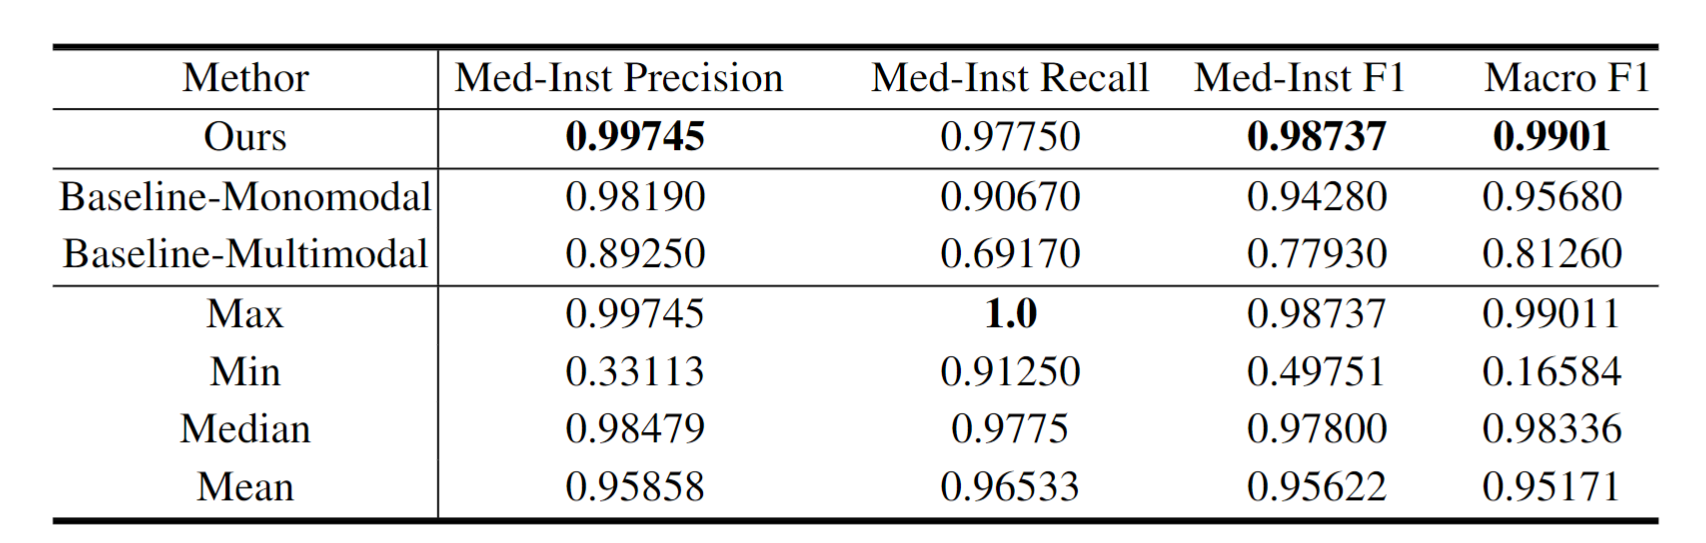 Methor Med-Inst Precision Med-Inst Recall Med-Inst F1 Macro F1
Ours 0.99745 0.97750 0.98737 0.9901
Baseline-Monomodal 0.98190 0.90670 0.94280 0.95680
Baseline-Multimodal 0.89250 0.69170 0.77930 0.81260
Max 0.99745 1.0 0.98737 0.99011
Min 0.33113 0.91250 0.49751 0.16584
Median 0.98479 0.9775 0.97800 0.98336
Mean 0.95858 0.96533 0.95622 0.95171